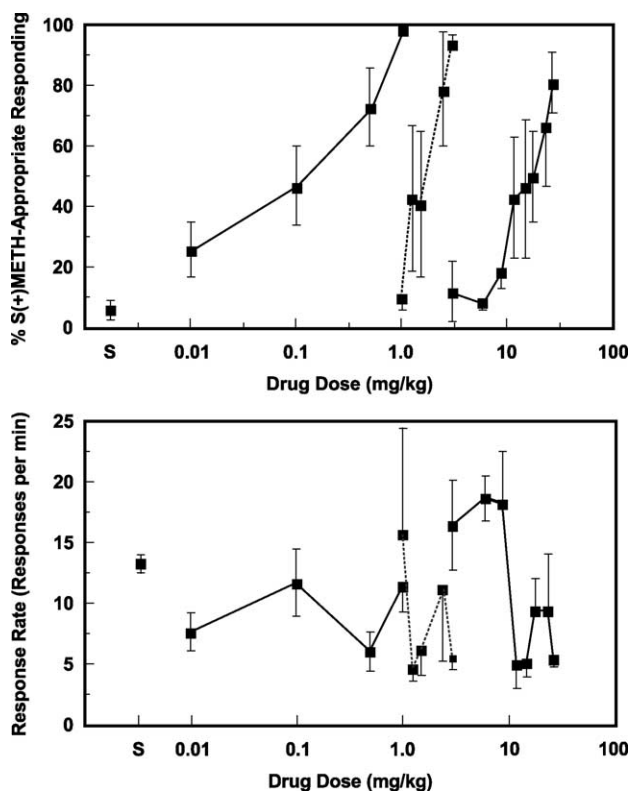 % S(+)METH-Appropriate Responding
100
80
60
40
20
0
S 0.01 0.1 1.0 10 100
Drug Dose (mg/kg)
Response Rate (Responses per min)
25
20
15
10
5
0
S 0.01 0.1 1.0 10 100
Drug Dose (mg/kg)